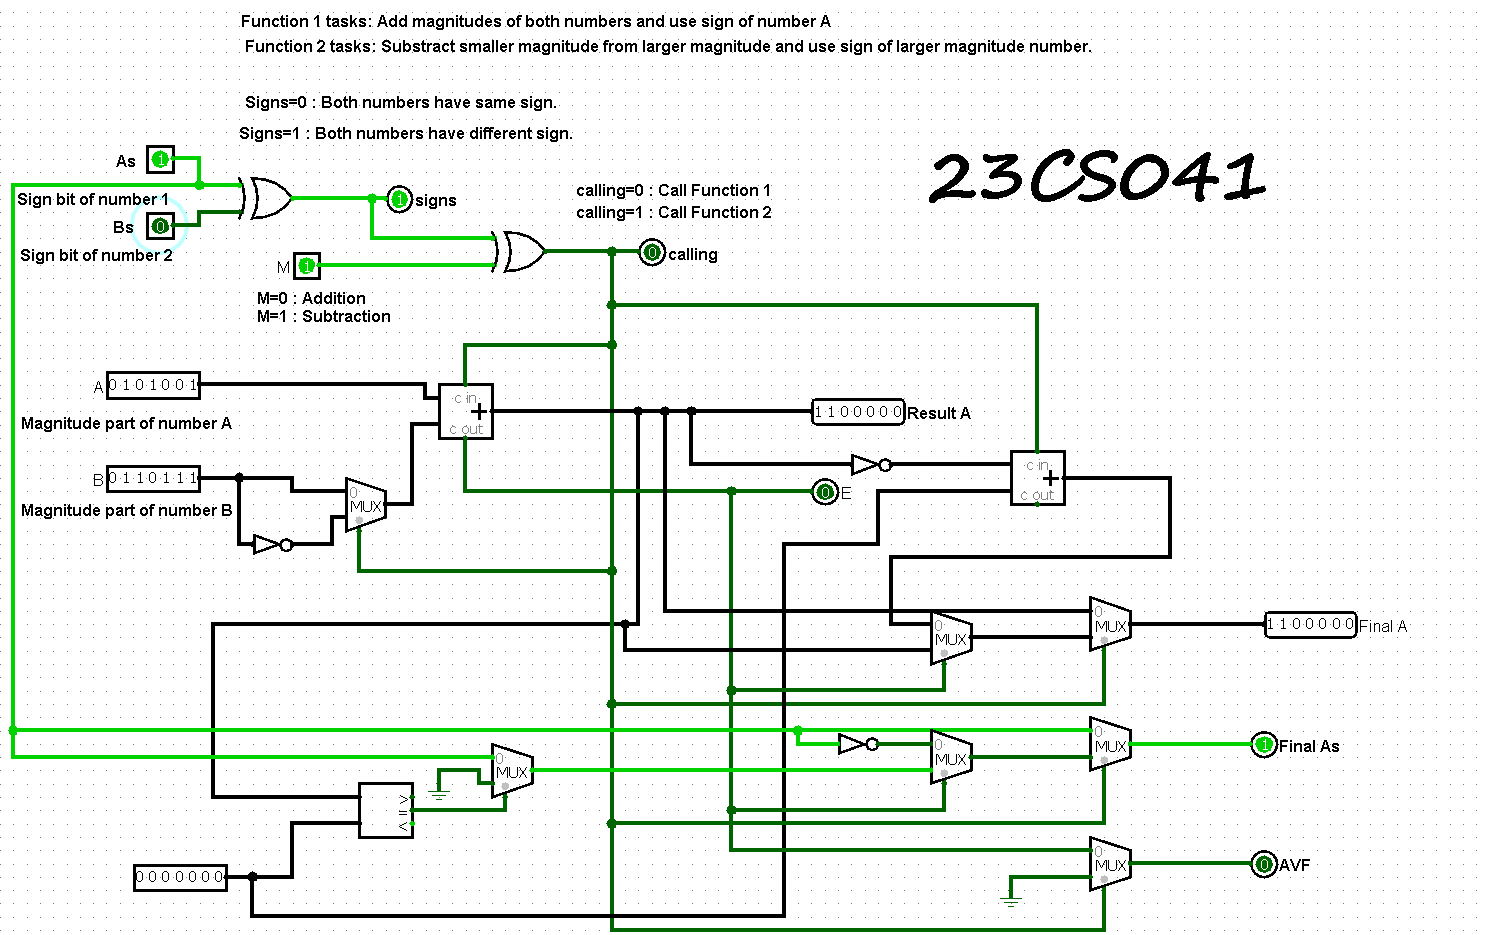 Function 1 tasks: Add magnitudes of both numbers and use sign of number A
Function 2 tasks: Substract smaller magnitude from larger magnitude and use sign of larger magnitude number.
Signs=0 : Both numbers have same sign.
Signs=1 : Both numbers have different sign.
23CS041
As 1
Sign bit of number 1
Bs 0
Sign bit of number 2
1 signs
calling=0 : Call Function 1
calling=1 : Call Function 2
M 1
0 calling
M=0 : Addition
M=1 : Subtraction
A 0 1 0 1 0 0 1
Magnitude part of number A
c in
+
c out
1 1 0 0 0 0 0 Result A
B 0 1 1 0 1 1 1
Magnitude part of number B
0
MUX
0 E
c in
+
c out
0
MUX
0
MUX
1 1 0 0 0 0 0 Final A
0
MUX
0
MUX
0
MUX
1 Final As
>
=
<
0 0 0 0 0 0 0
0
MUX
0 AVF